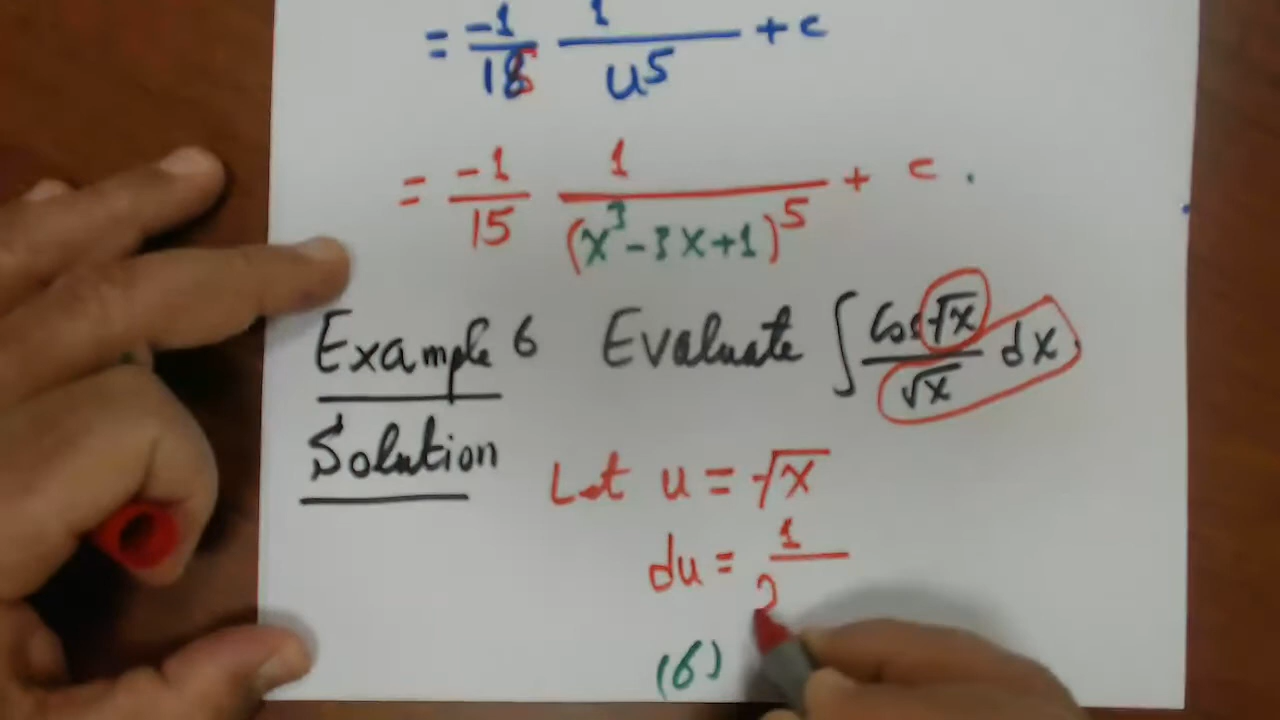 = -1/15 1/u^5 + c
= -1/15 1/(x^3-3x+1)^5 + c.
Example 6 Evaluate ∫ Cos√x/√x dx.
Solution Let u = √x
du = 1/2
(6)